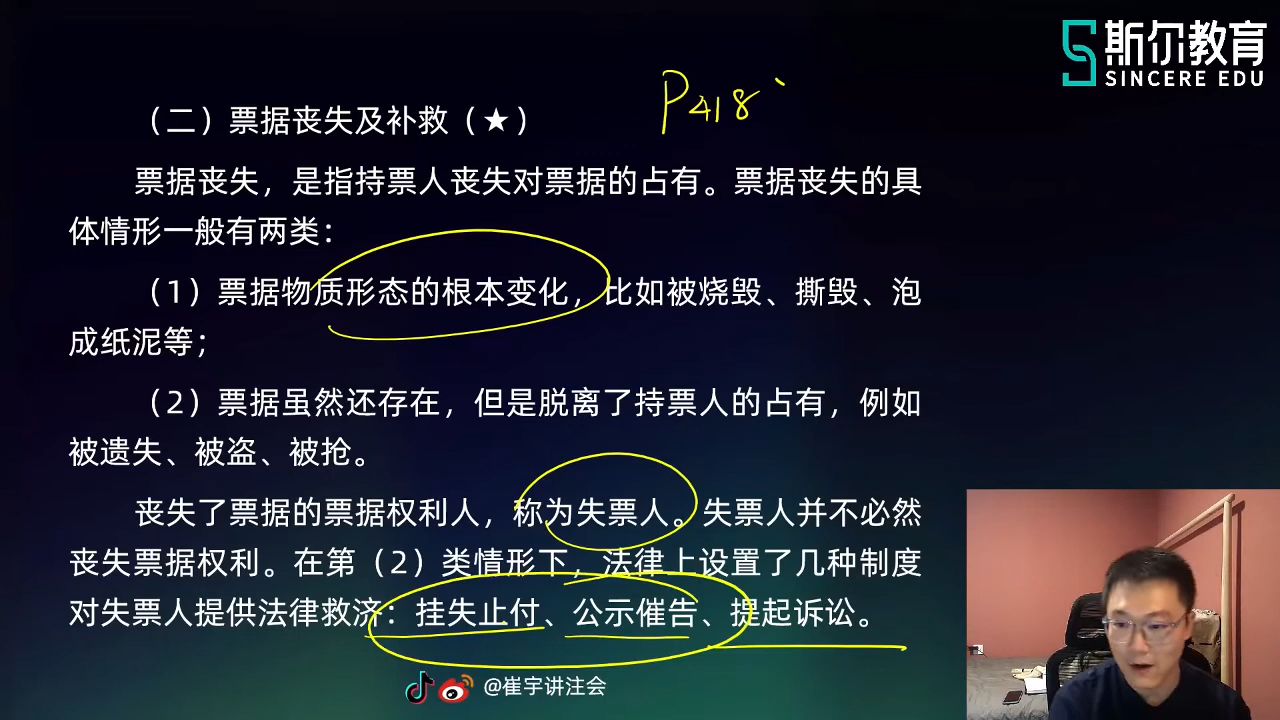 斯尔教育
SINCERE EDU
P418
（二）票据丧失及补救（★）
票据丧失，是指持票人丧失对票据的占有。票据丧失的具
体情形一般有两类：
（1）票据物质形态的根本变化，比如被烧毁、撕毁、泡
成纸泥等；
（2）票据虽然还存在，但是脱离了持票人的占有，例如
被遗失、被盗、被抢。
丧失了票据的票据权利人，称为失票人。失票人并不必然
丧失票据权利。在第（2）类情形下，法律上设置了几种制度
对失票人提供法律救济：挂失止付、公示催告、提起诉讼。
@崔宇讲注会